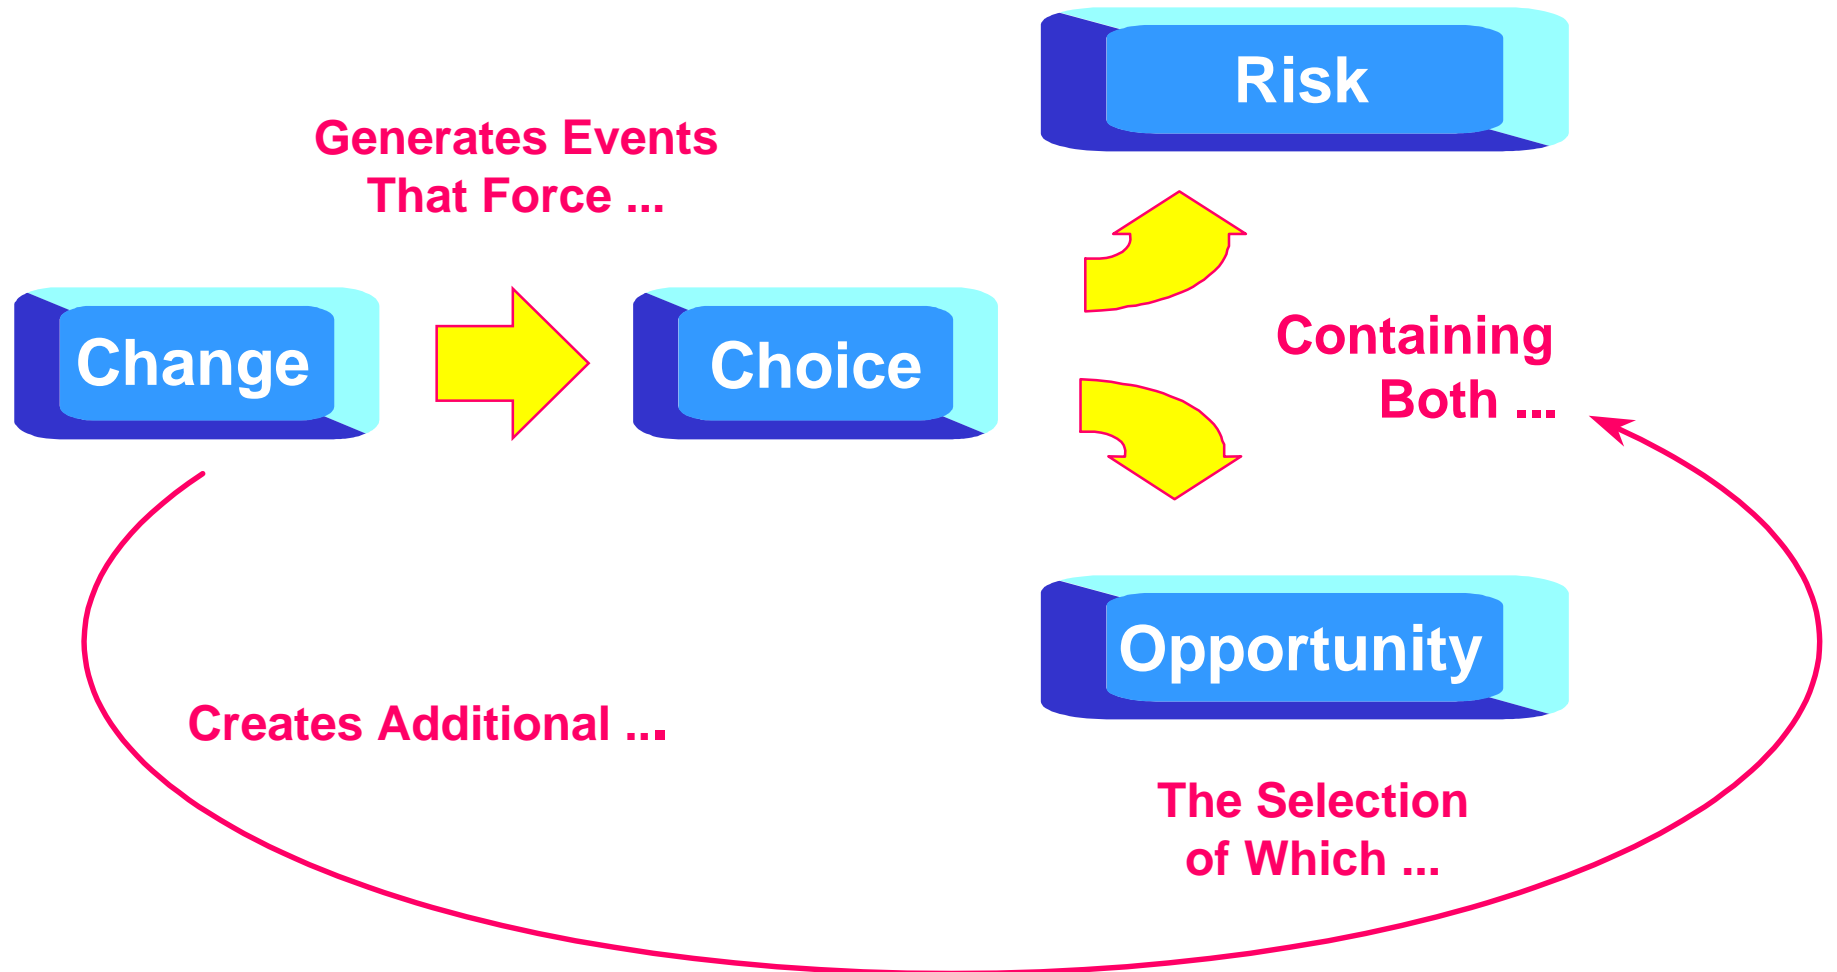 Risk
Generates Events
That Force ...
Change
Choice
Containing
Both ...
Opportunity
Creates Additional ...
The Selection
of Which ...